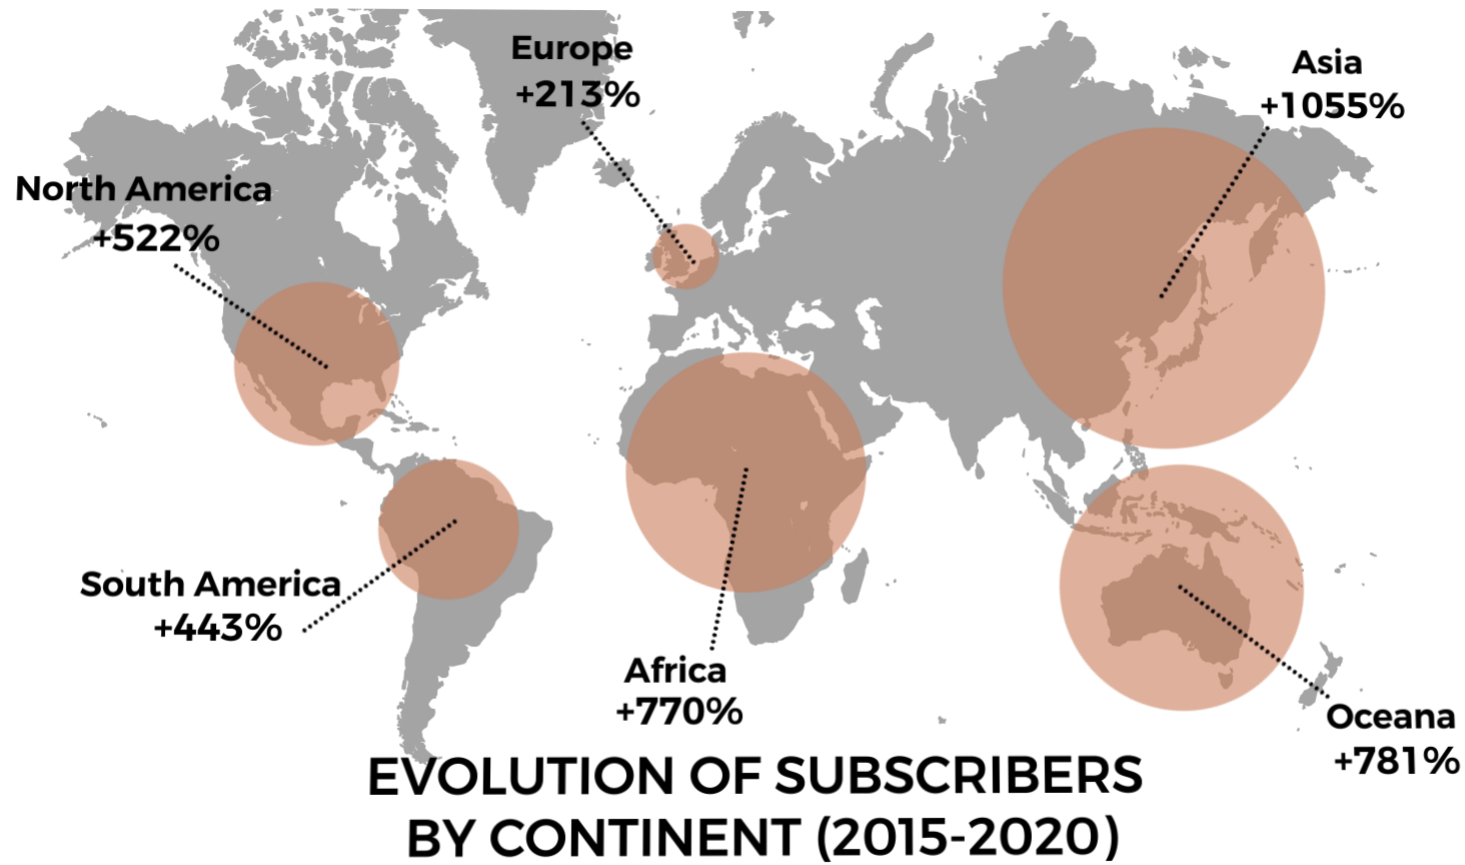 Europe
+213%
Asia
+1055%
North America
+522%
South America
+443%
Africa
+770%
Oceana
+781%
EVOLUTION OF SUBSCRIBERS
BY CONTINENT (2015-2020)